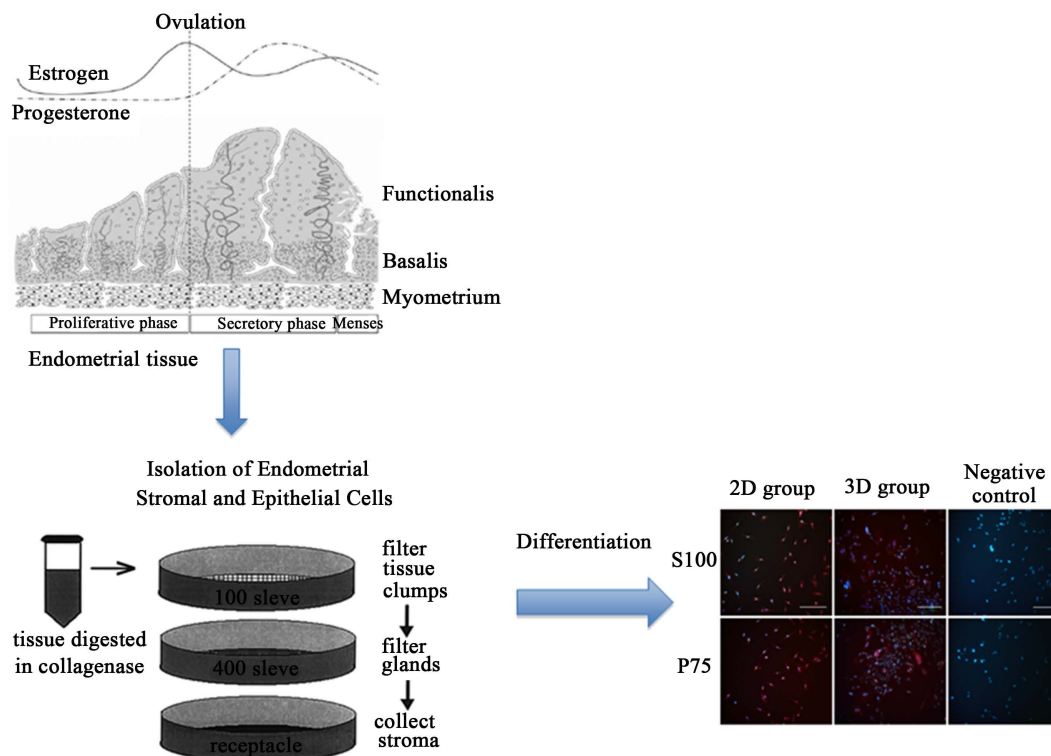 Ovulation
Estrogen
Progesterone
Functionalis
Basalis
Myometrium
Proliferative phase
Secretory phase
Menses
Endometrial tissue
Isolation of Endometrial
Stromal and Epithelial Cells
tissue digested
in collagenase
100 sleve
filter
tissue
clumps
400 sleve
filter
glands
receptacle
collect
stroma
Differentiation
2D group
3D group
Negative
control
S100
P75